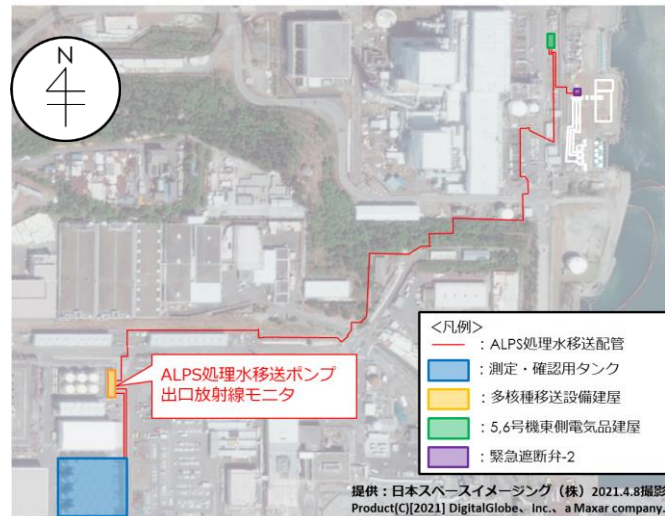 N
ALPS処理水移送ポンプ
出口放射線モニタ
<凡例>
：ALPS処理水移送配管
：測定・確認用タンク
：多核種移送設備建屋
：5,6号機東側電気品建屋
：緊急遮断弁-2
提供：日本スペースイメージング（株）2021.4.8撮影
Product(C)[2021] DigitalGlobe、Inc.、a Maxar company.